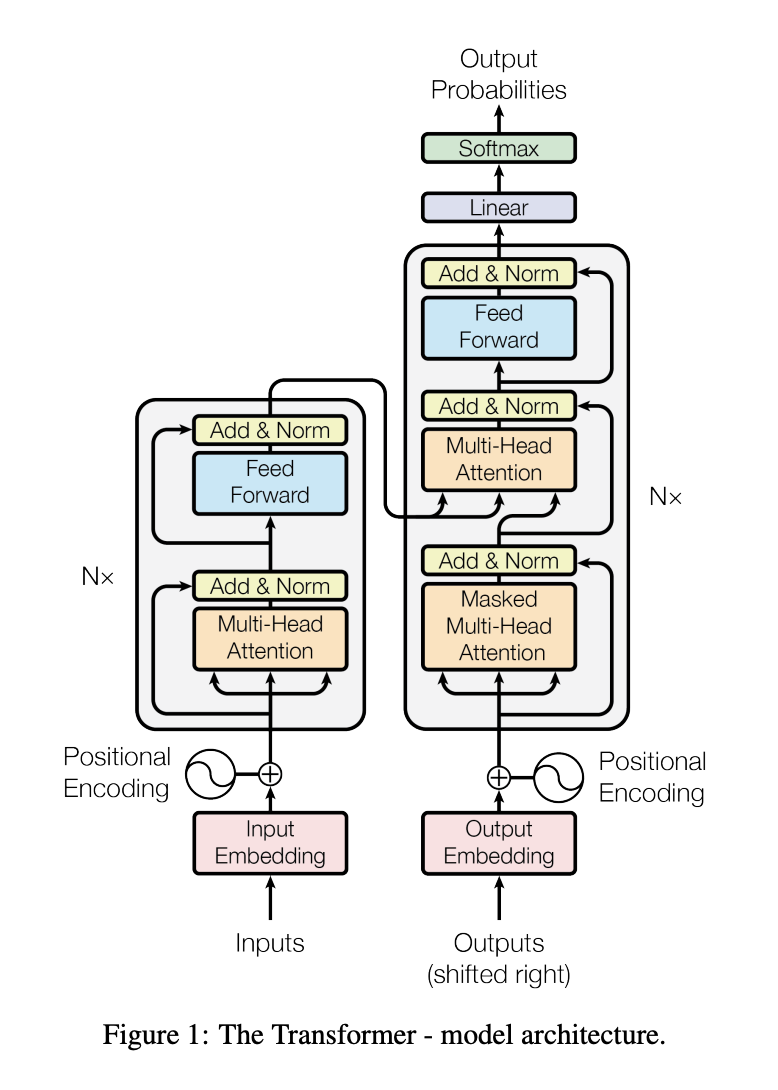 Output
Probabilities
Softmax
Linear
Add & Norm
Feed
Forward
Add & Norm
Multi-Head
Attention
Add & Norm
Masked
Multi-Head
Attention
N×
Add & Norm
Feed
Forward
Add & Norm
Multi-Head
Attention
N×
Positional
Encoding
Positional
Encoding
Input
Embedding
Output
Embedding
Inputs
Outputs
(shifted right)
Figure 1: The Transformer - model architecture.